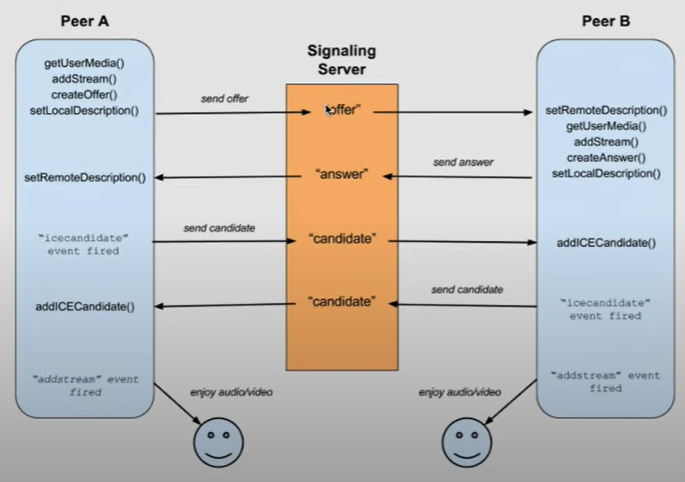 Peer A
Peer B
Signaling
Server
getUserMedia()
addStream()
createOffer()
setLocalDescription()
send offer
"offer"
setRemoteDescription()
getUserMedia()
addStream()
createAnswer()
setLocalDescription()
send answer
"answer"
setRemoteDescription()
"icecandidate"
event fired
send candidate
"candidate"
addICECandidate()
send candidate
"candidate"
addICECandidate()
"icecandidate"
event fired
"addstream" event
fired
enjoy audio/video
enjoy audio/video
"addstream" event
fired